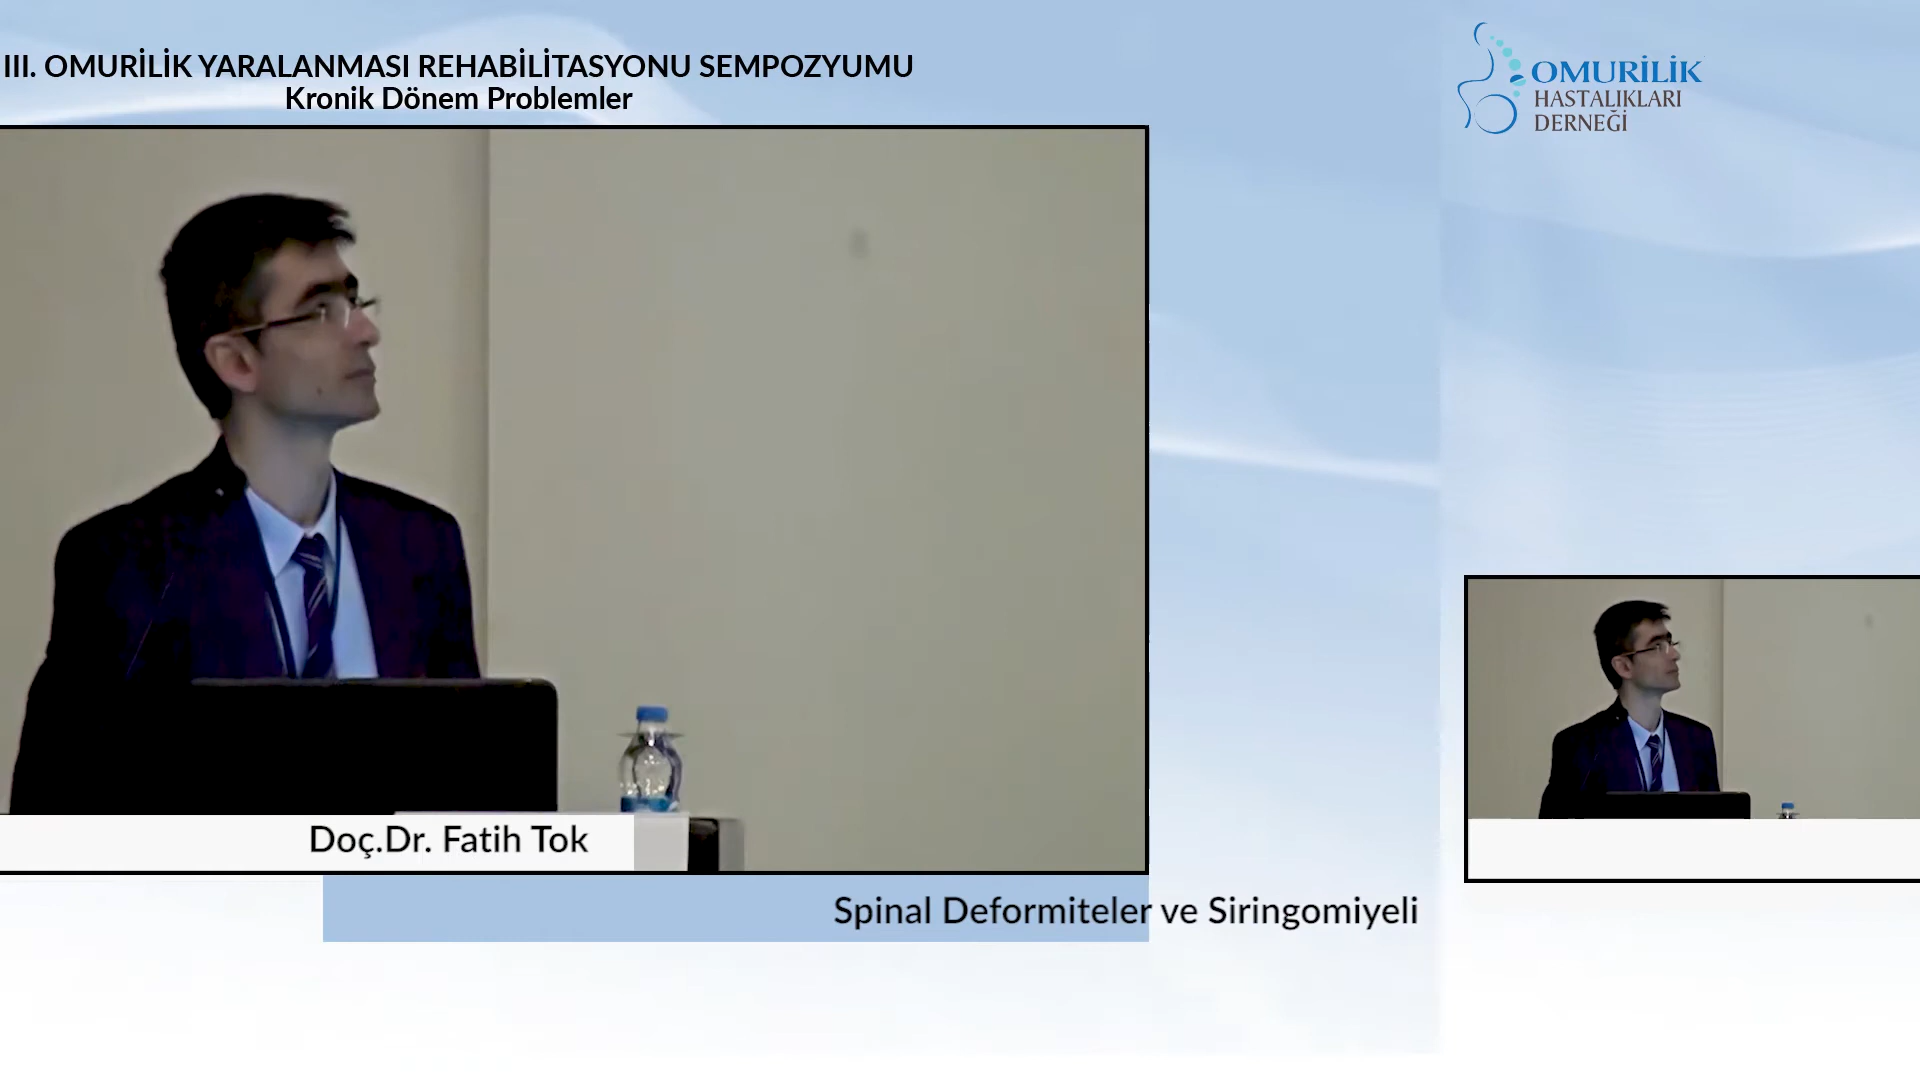 III. OMURİLİK YARALANMASI REHABİLİTASYONU SEMPOZYUMU
Kronik Dönem Problemler
OMURİLİK
HASTALIKLARI
DERNEĞİ
Doç.Dr. Fatih Tok
Spinal Deformiteler ve Siringomiyeli